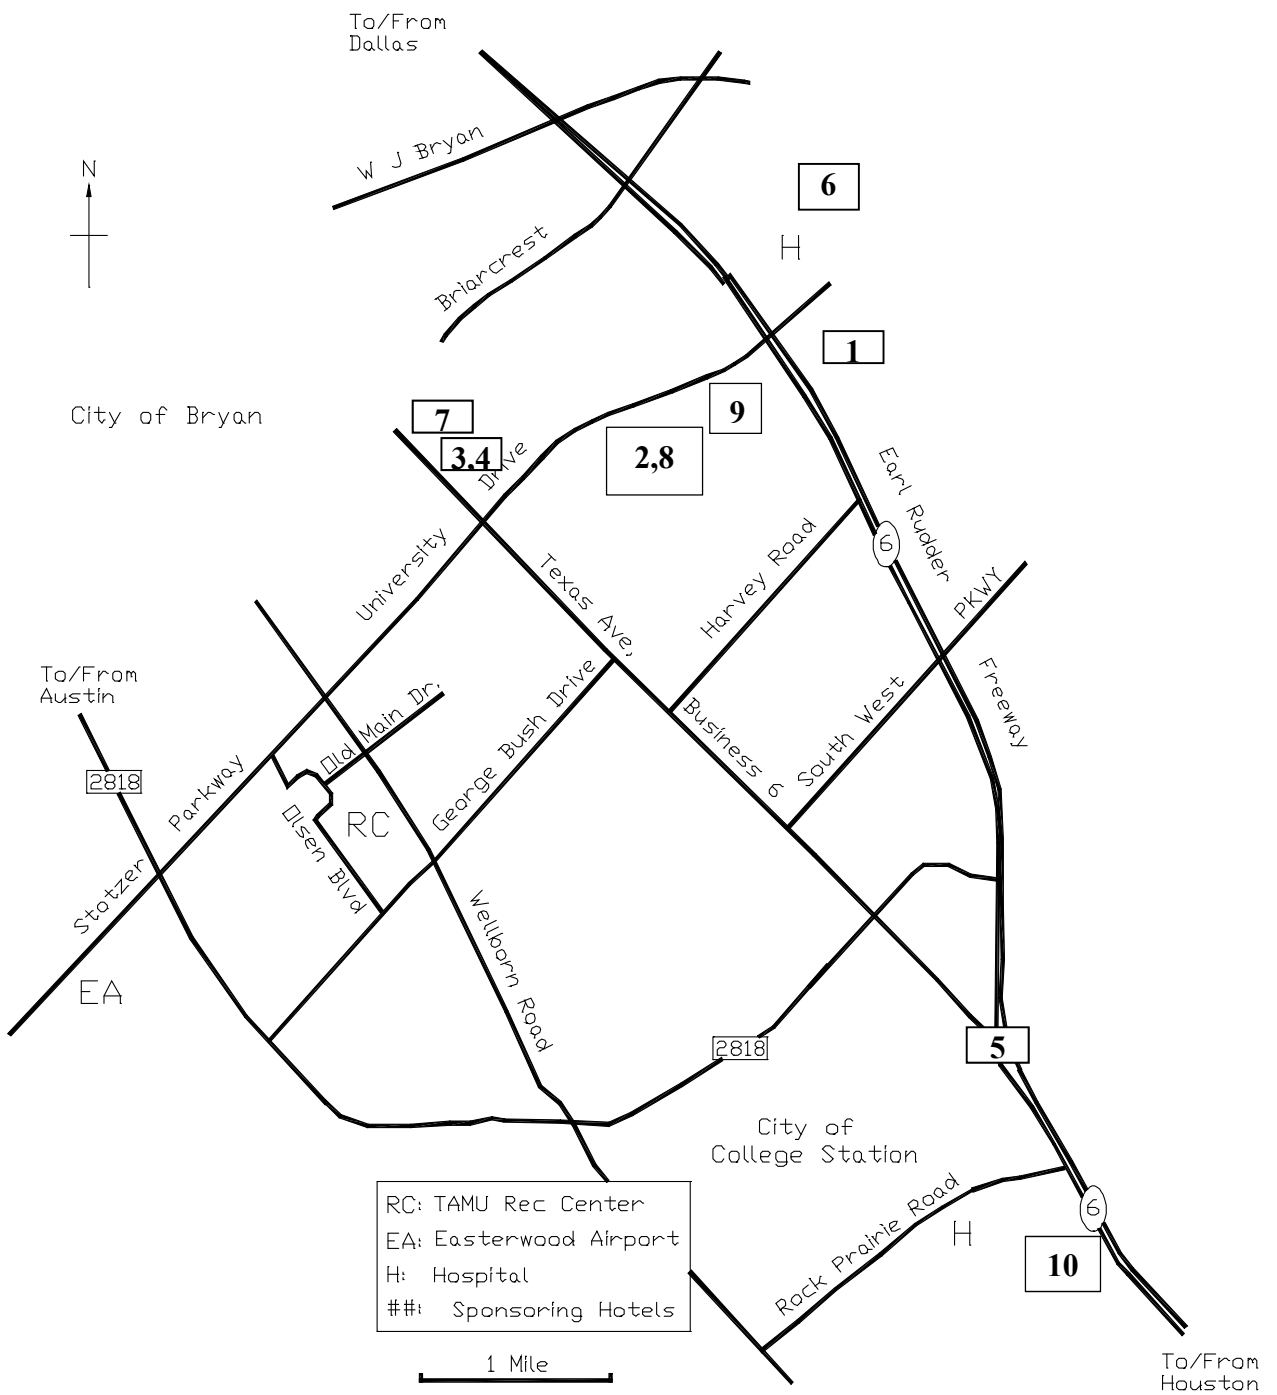 To/From
Dallas
W J Bryan
N
6
H
Briarcrest
1
City of Bryan
7
9
3,4
Drive
2,8
University
Earl Rudder
6
Freeway
Texas Ave,
Business 6
Harvey Road
South West
PKWY
To/From
Austin
2818
Old Main Dr.
George Bush Drive
Parkway
Stotzer
Olsen Blvd
RC
EA
Wellborn Road
2818
5
City of
College Station
Rock Prairie Road
H
6
10
RC: TAMU Rec Center
EA: Easterwood Airport
H: Hospital
##: Sponsoring Hotels
1 Mile
To/From
Houston